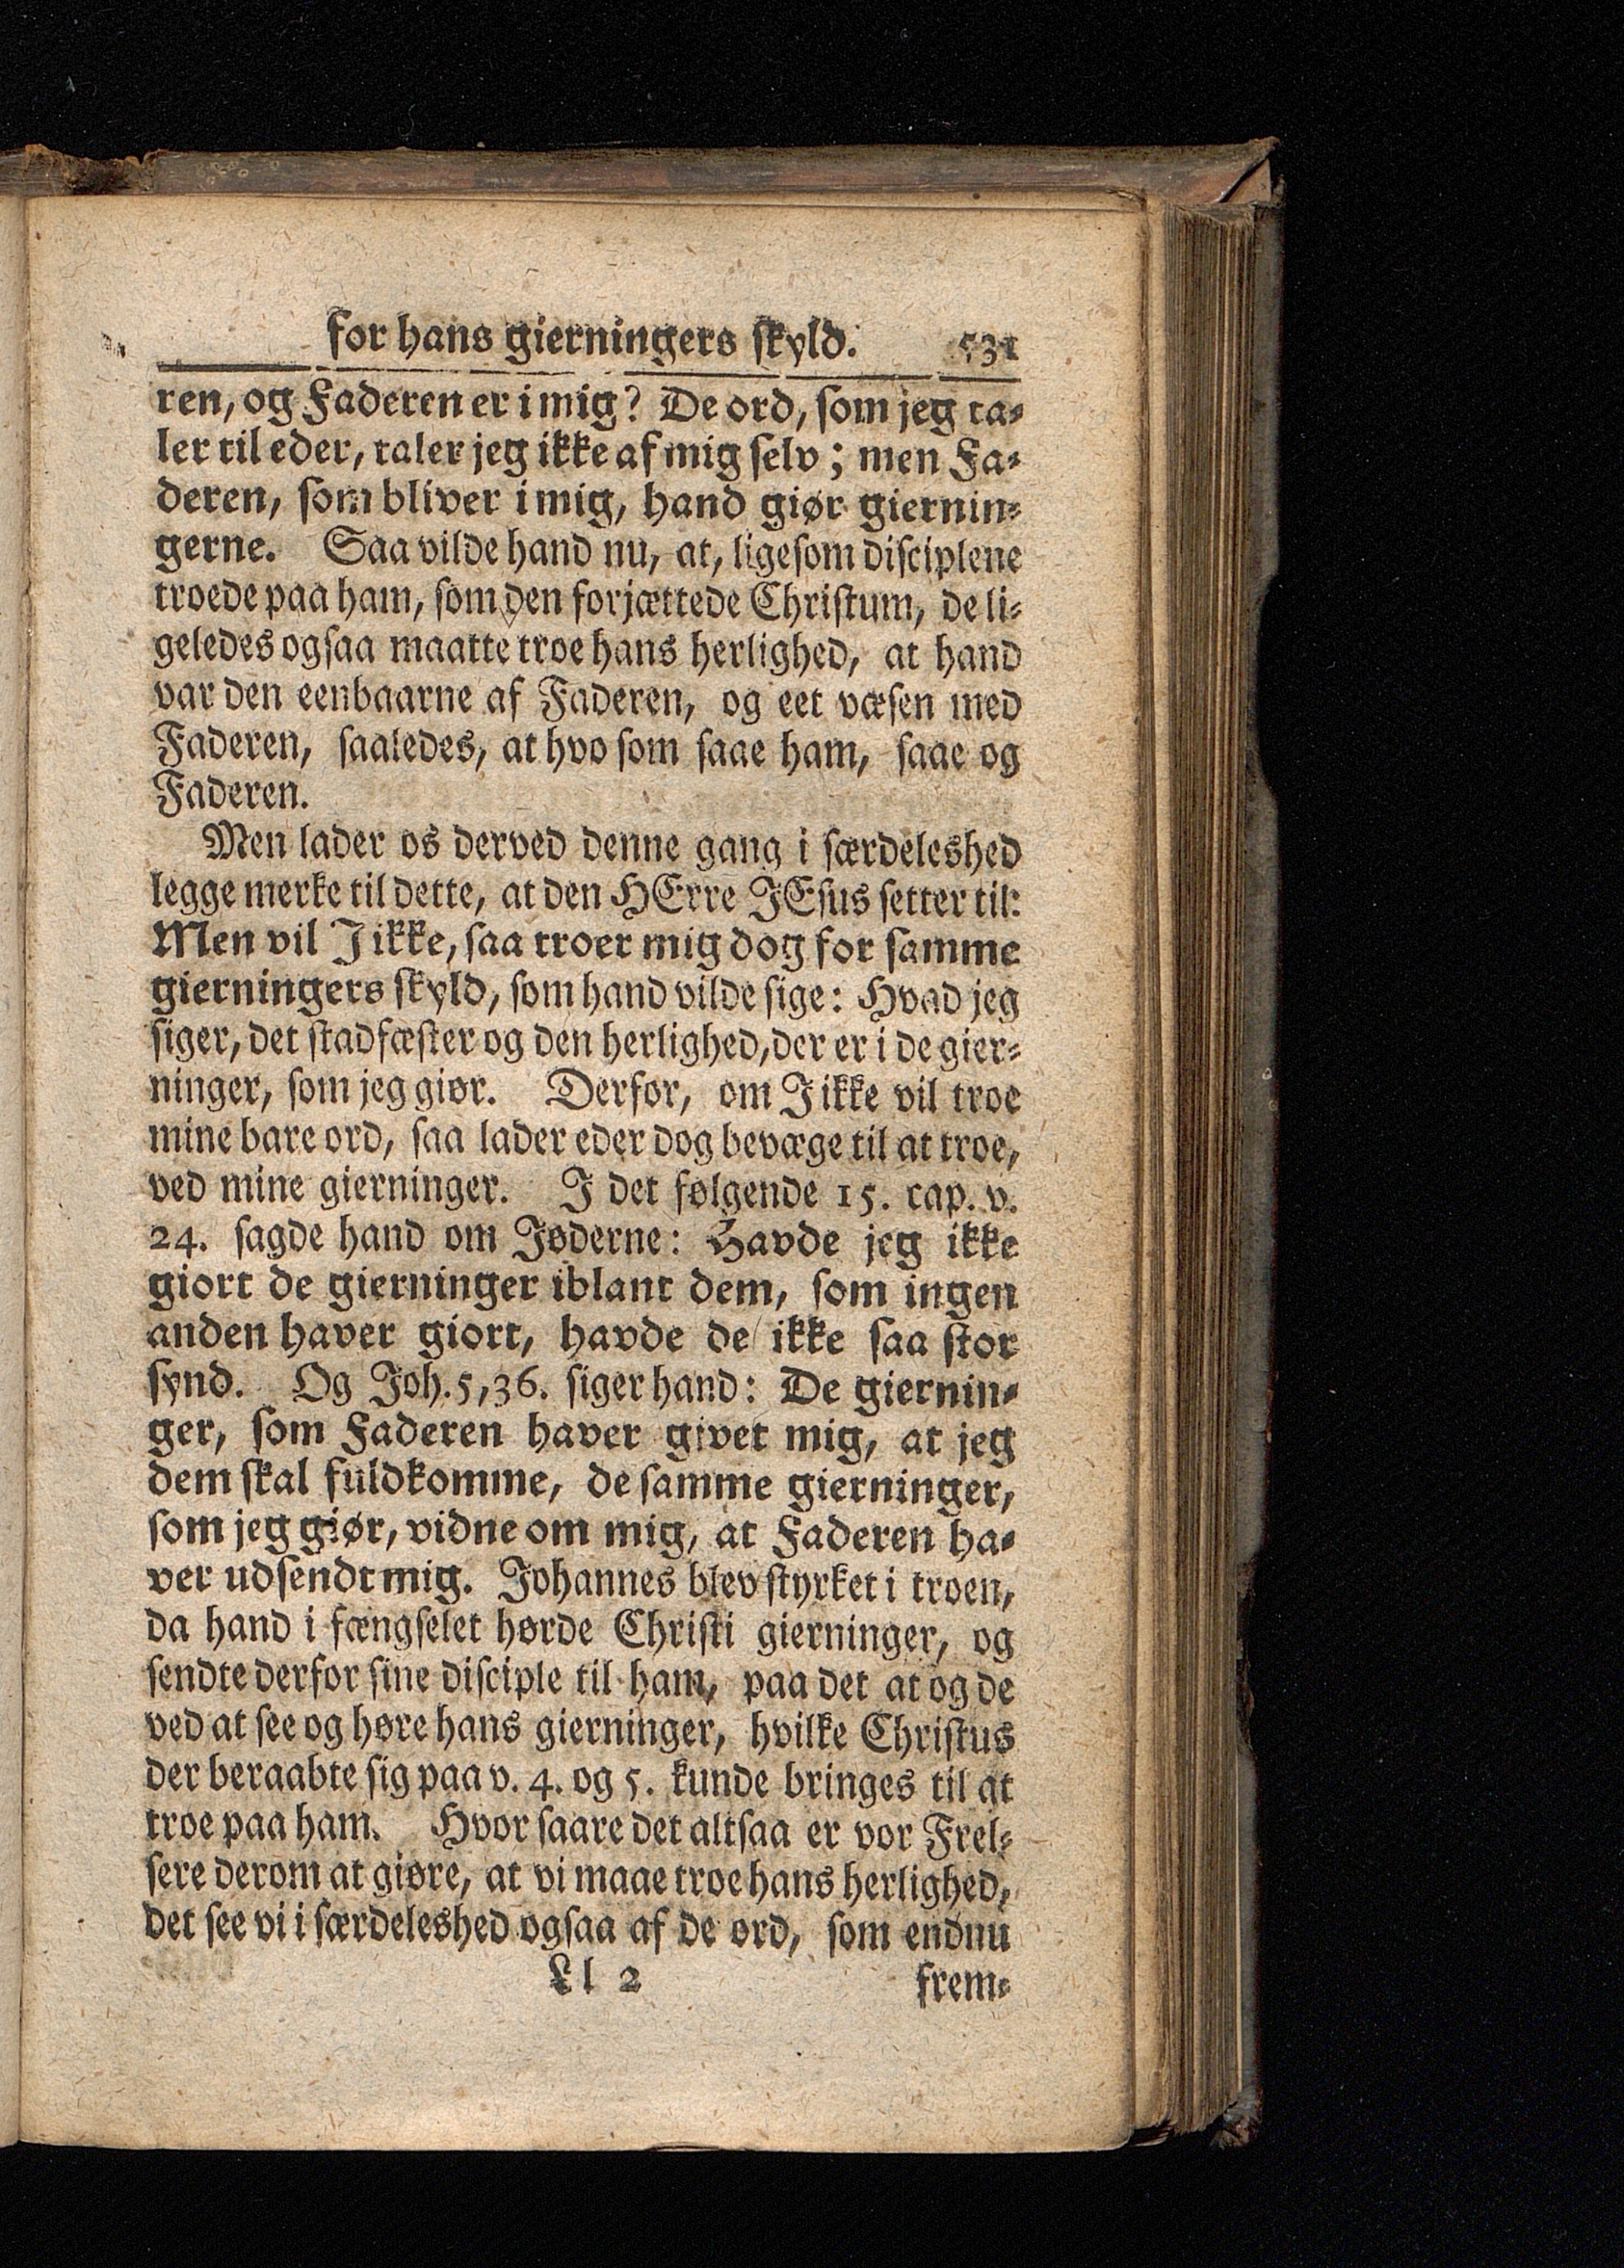 for hans gierningers skyld. 531
ren, og Faderen er i mig? De ord, som jeg ta-
ler til eder, taler jeg ikke af mig selv; men Fa-
deren, som bliver i mig, hand giør giernin-
gerne. Saa vilde hand nu, at, ligesom disciplene
troede paa ham, som den forjættede Christum, de li-
geledes ogsaa maatte troe hans herlighed, at hand
var den eenbaarne af Faderen, og eet væsen med
Faderen, saaledes, at hvo som saae ham, saae og
Faderen.
Men lader os derved denne gang i særdeleshed
legge merke til dette, at den HErre JEsus setter til:
Men vil I ikke, saa troer mig dog for samme
gierningers skyld, som hand vilde sige: Hvad jeg
siger, det stadfæster og den herlighed, der er i de gier-
ninger, som jeg giør. Derfor, om I ikke vil troe
mine bare ord, saa lader eder dog bevæge til at troe,
ved mine gierninger. I det følgende 15. cap. v.
24. sagde hand om Jøderne: Havde jeg ikke
giort de gierninger iblant dem, som ingen
anden haver giort, havde de ikke saa stor
synd. Og Joh. 5, 36. siger hand: De giernin-
ger, som Faderen haver givet mig, at jeg
dem skal fuldkomme, de samme gierninger,
som jeg giør, vidne om mig, at Faderen ha-
ver udsendt mig. Johannes blev styrket i troen,
da hand i fængselet hørde Christi gierninger, og
sendte derfor sine disciple til ham, paa det at og de
ved at see og høre hans gierninger, hvilke Christus
der beraabte sig paa v. 4. og 5. kunde bringes til at
troe paa ham. Hvor saare det altsaa er vor Frel-
sere derom at giøre, at vi maae troe hans herlighed,
det see vi i særdeleshed ogsaa af de ord, som endnu
Ll 2 frem-